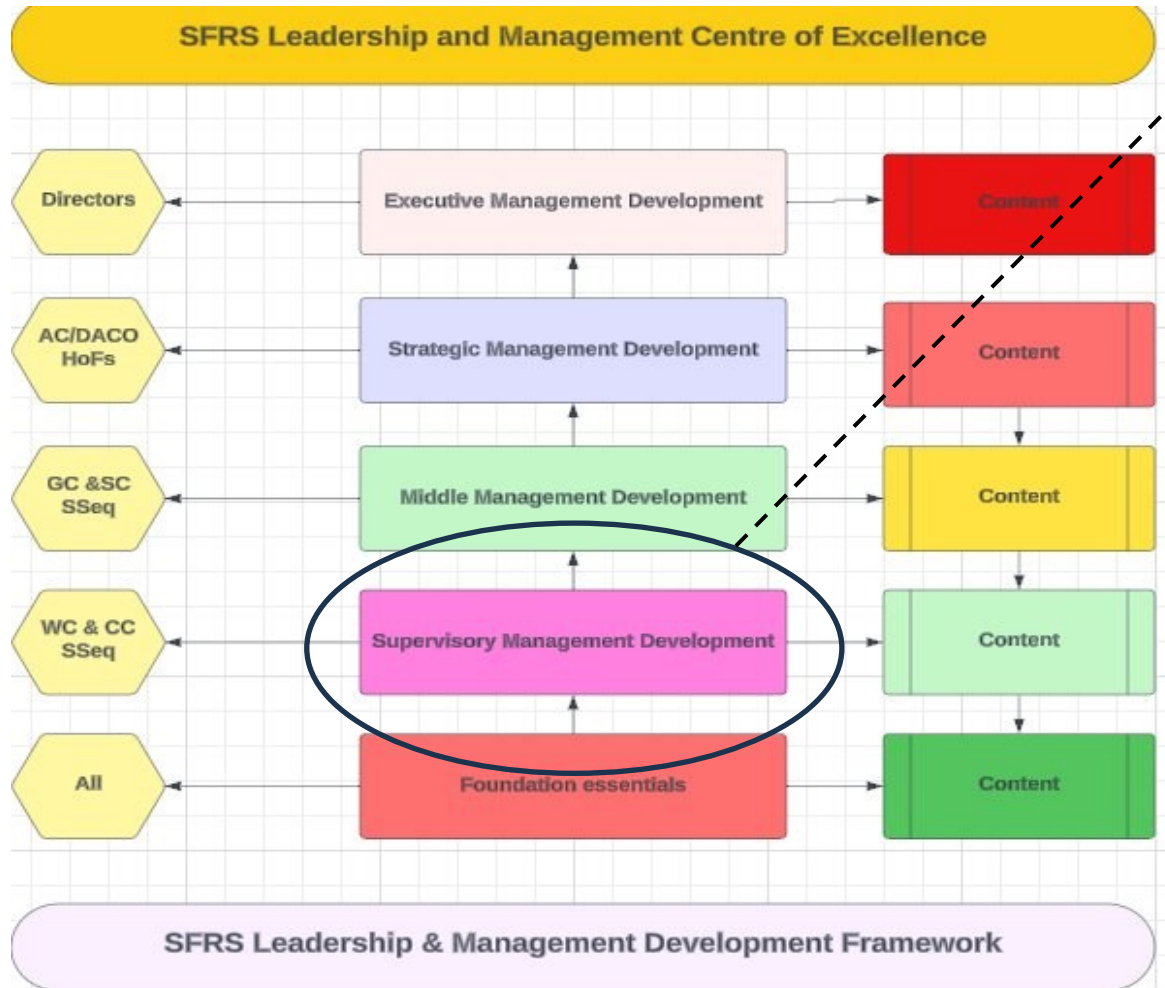 SFRS Leadership and Management Centre of Excellence
Directors
Executive Management Development
Content
AC/DACO
HoFs
Strategic Management Development
Content
GC &SC
SSeq
Middle Management Development
Content
WC & CC
SSeq
Supervisory Management Development
Content
All
Foundation essentials
Content
SFRS Leadership & Management Development Framework